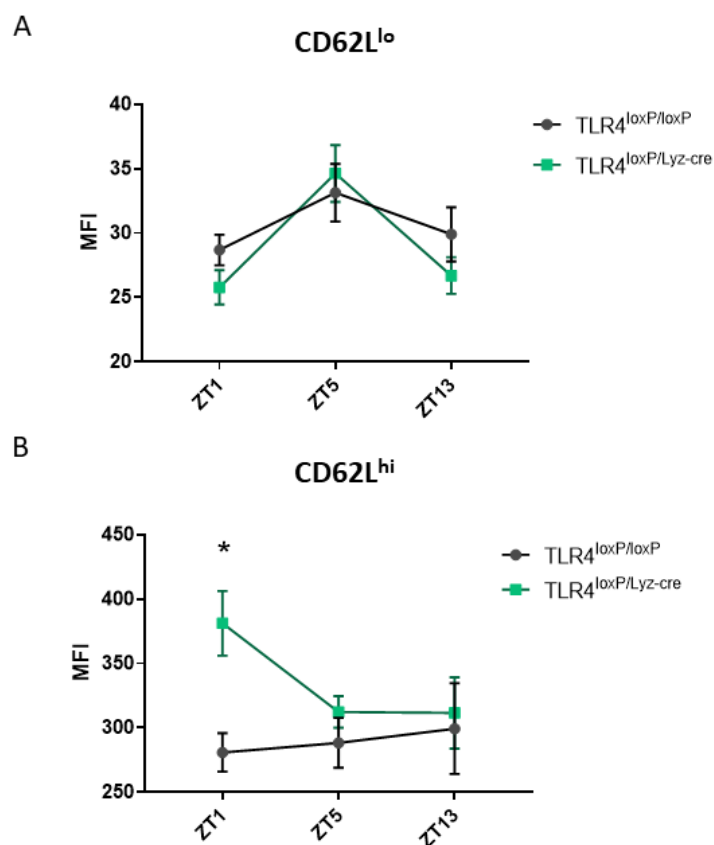 A
CD62Llo
40
35
30
25
20
MFI
ZT1
ZT5
ZT13
TLR4loxP/loxP
TLR4loxP/Lyz-cre
B
CD62Lhi
450
400
350
300
250
MFI
*
ZT1
ZT5
ZT13
TLR4loxP/loxP
TLR4loxP/Lyz-cre